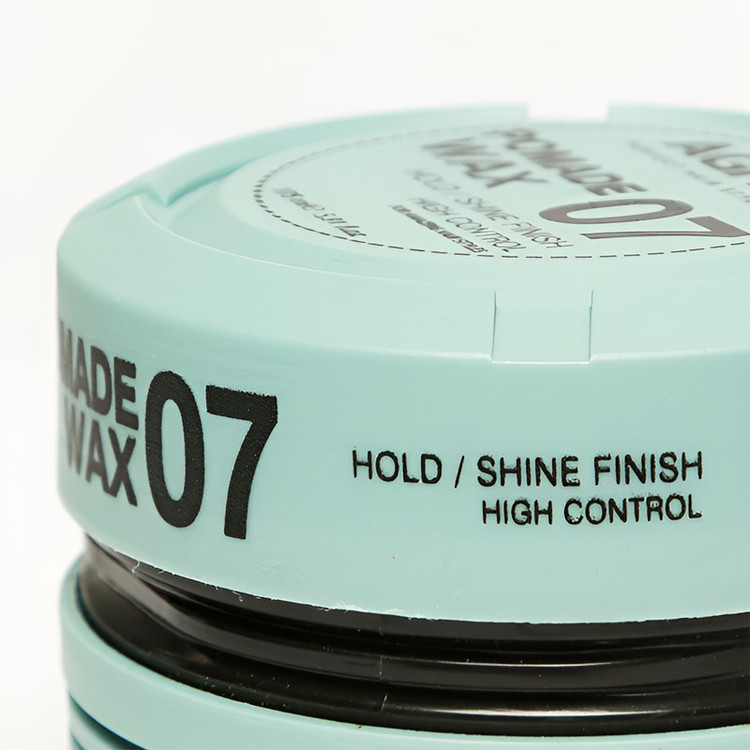 POMADE
WAX
07
HOLD / SHINE FINISH
HIGH CONTROL
MADE
WAX
07
HOLD / SHINE FINISH
HIGH CONTROL